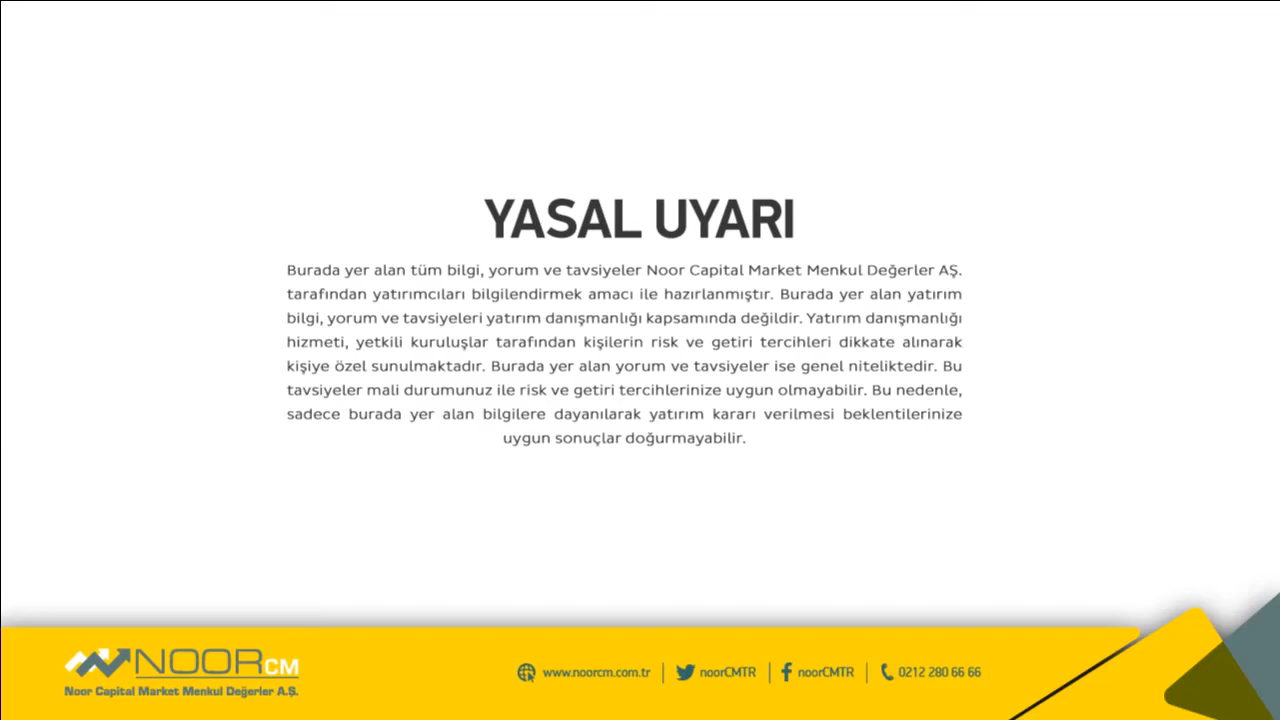 YASAL UYARI
Burada yer alan tüm bilgi, yorum ve tavsiyeler Noor Capital Market Menkul Değerler AŞ.
tarafından yatırımcıları bilgilendirmek amacı ile hazırlanmıştır. Burada yer alan yatırım
bilgi, yorum ve tavsiyeleri yatırım danışmanlığı kapsamında değildir. Yatırım danışmanlığı
hizmeti, yetkili kuruluşlar tarafından kişilerin risk ve getiri tercihleri dikkate alınarak
kişiye özel sunulmaktadır. Burada yer alan yorum ve tavsiyeler ise genel niteliktedir. Bu
tavsiyeler mali durumunuz ile risk ve getiri tercihlerinize uygun olmayabilir. Bu nedenle,
sadece burada yer alan bilgilere dayanılarak yatırım kararı verilmesi beklentilerinize
uygun sonuçlar doğurmayabilir.
NOORCM
Noor Capital Market Menkul Değerler A.Ş.
www.noorcm.com.tr | noorCMTR | noorCMTR | 0212 280 66 66